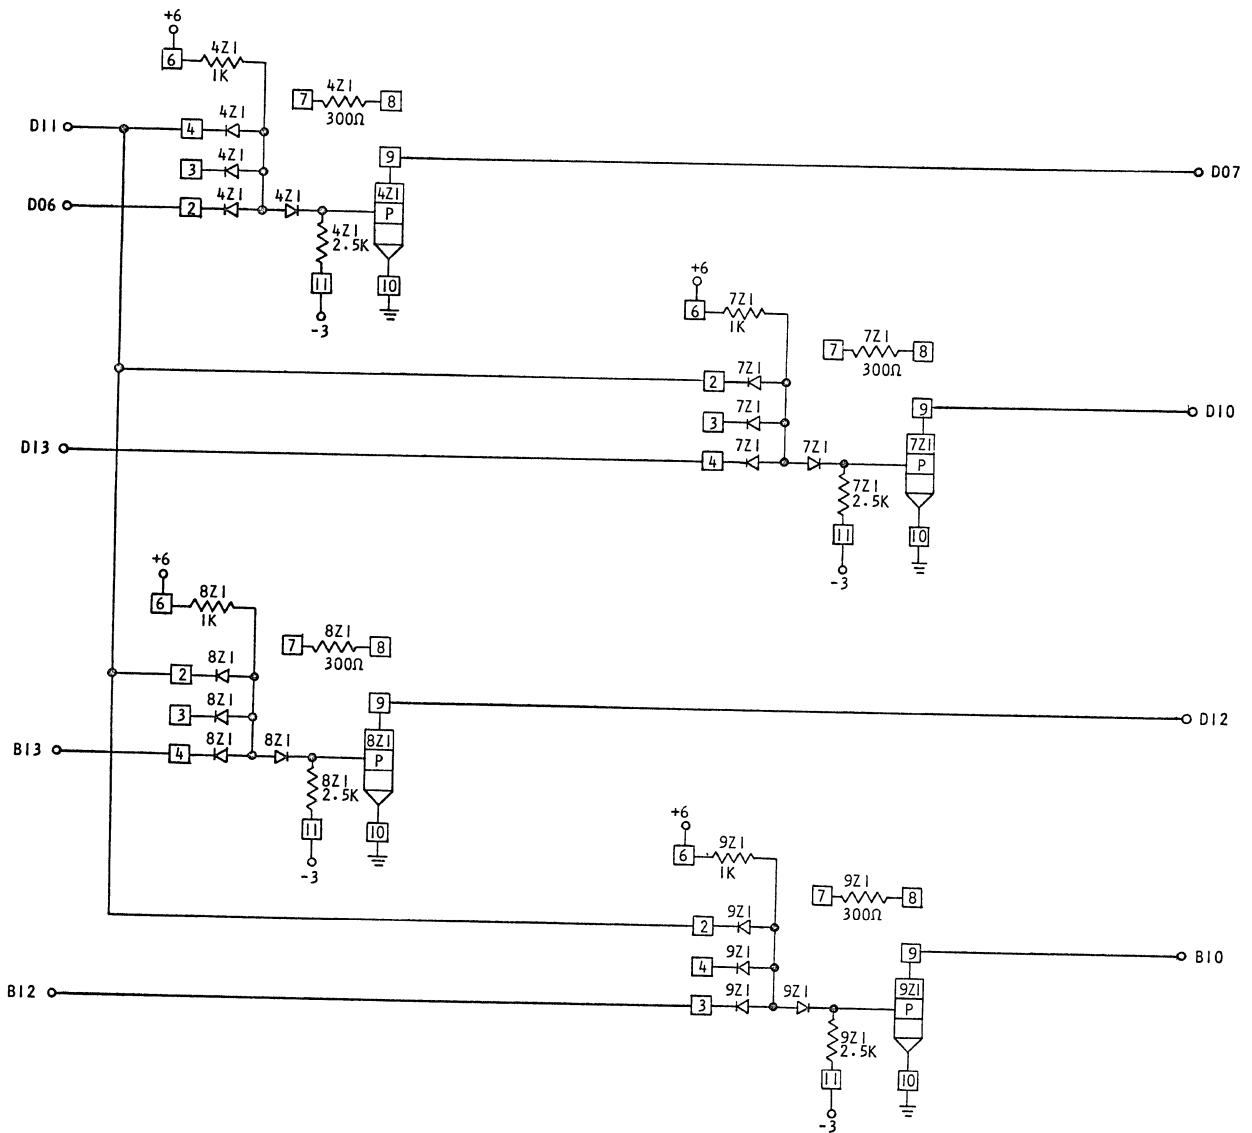 +6
6 4Z1
1K
7 4Z1 8
300Ω
D11 4 4Z1
3 4Z1
9 D07
D06 2 4Z1 4Z1 4Z1
P
4Z1
2.5K
11 10
-3
+6
6 7Z1
1K
7 7Z1 8
300Ω
2 7Z1
3 7Z1
9 D10
D13 4 7Z1 7Z1 7Z1
P
7Z1
2.5K
11 10
-3
+6
6 8Z1
1K
7 8Z1 8
300Ω
2 8Z1
3 8Z1
9 D12
B13 4 8Z1 8Z1 8Z1
P
8Z1
2.5K
11 10
-3
+6
6 9Z1
1K
7 9Z1 8
300Ω
2 9Z1
4 9Z1
9 B10
B12 3 9Z1 9Z1 9Z1
P
9Z1
2.5K
11 10
-3